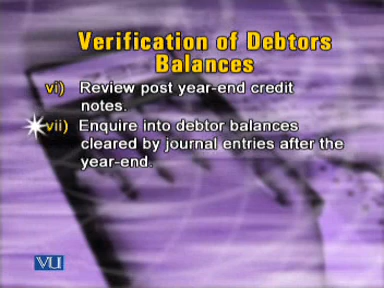 Verification of Debtors
Balances
vi) Review post year-end credit
notes.
vii) Enquire into debtor balances
cleared by journal entries after the
year-end.
VU